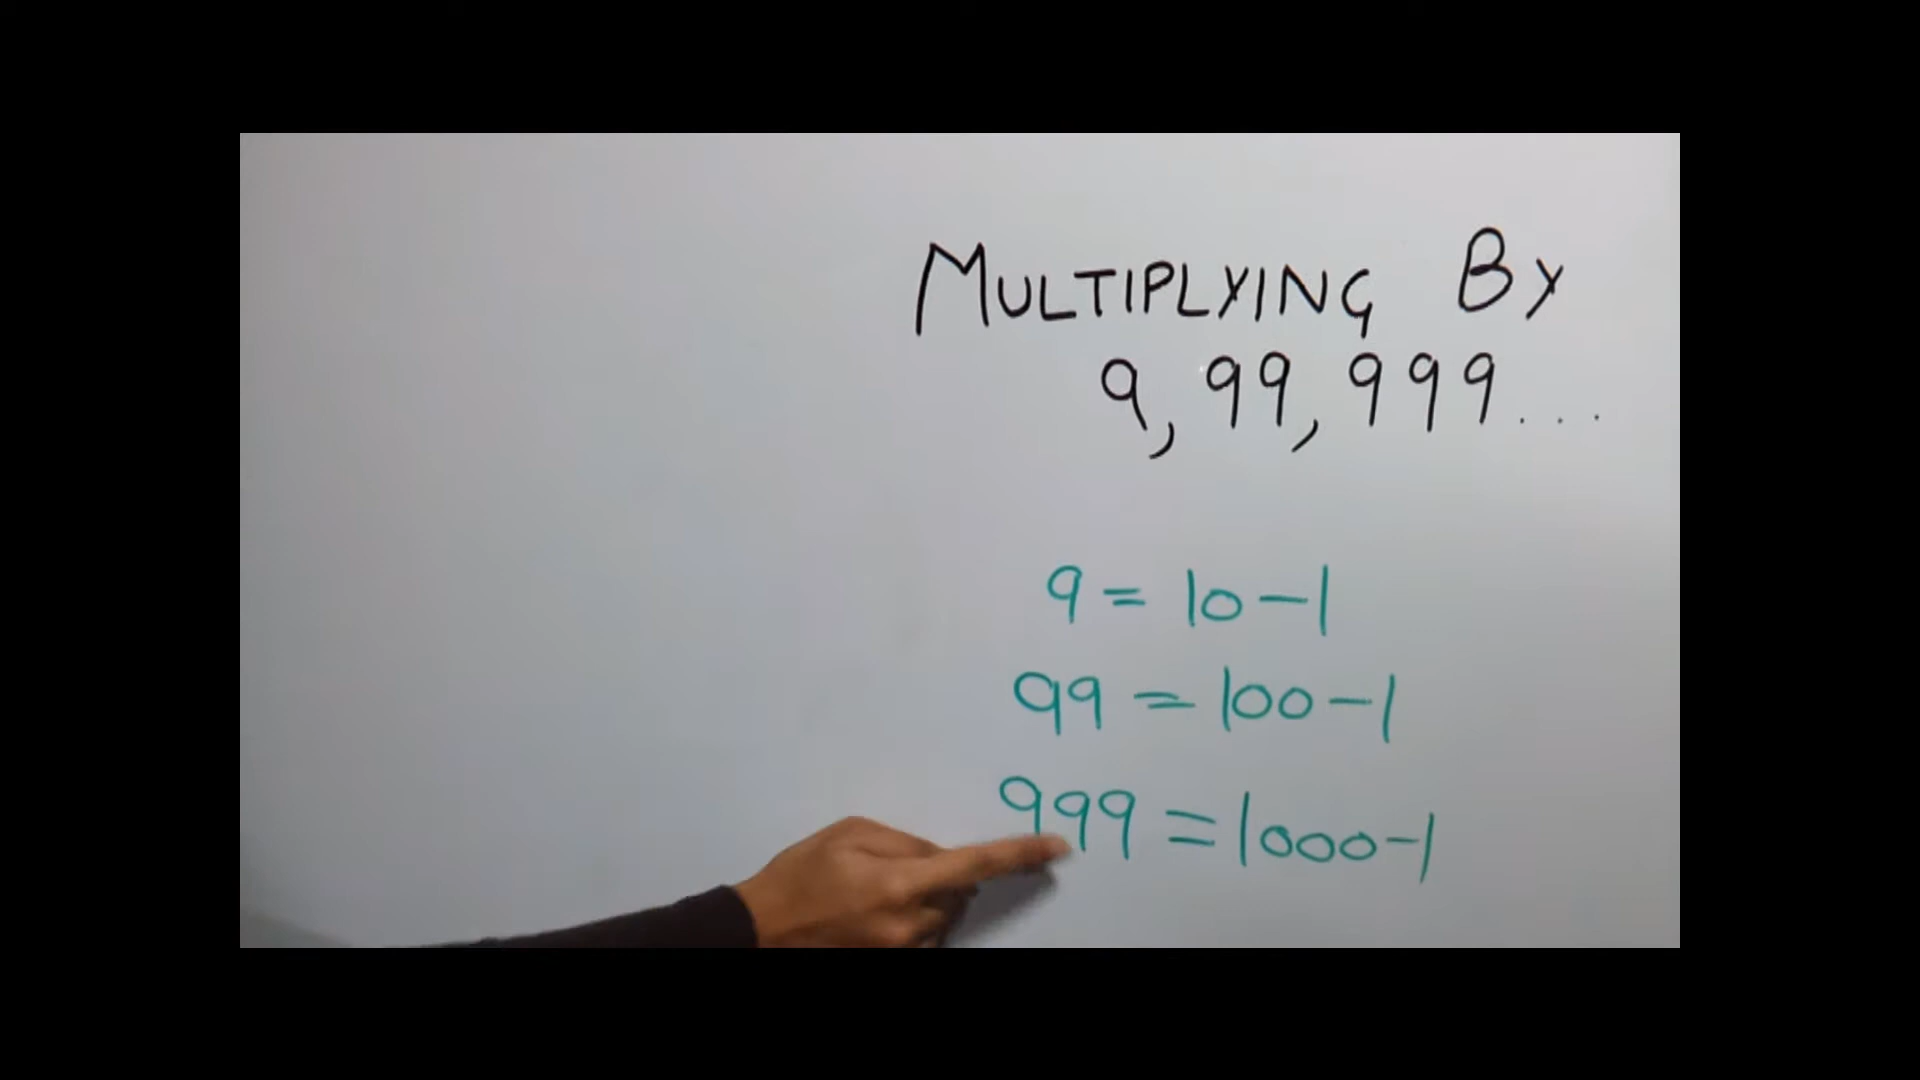 MULTIPLYING BY
9, 99, 999...
9 = 10 - 1
99 = 100 - 1
999 = 1000 - 1